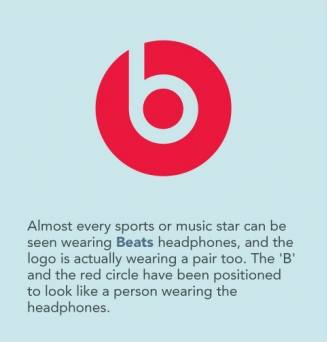 b
Almost every sports or music star can be
seen wearing Beats headphones, and the
logo is actually wearing a pair too. The 'B'
and the red circle have been positioned
to look like a person wearing the
headphones.